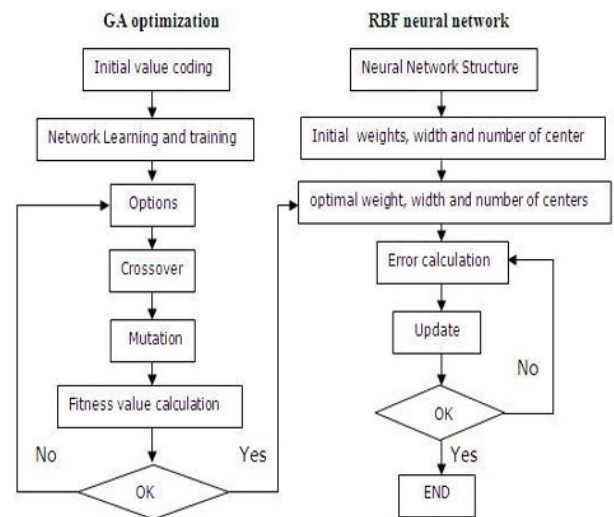 GA optimization
Initial value coding
Network Learning and training
Options
Crossover
Mutation
Fitness value calculation
No
Yes
OK
RBF neural network
Neural Network Structure
Initial weights, width and number of center
optimal weight, width and number of centers
Error calculation
Update
No
OK
Yes
END